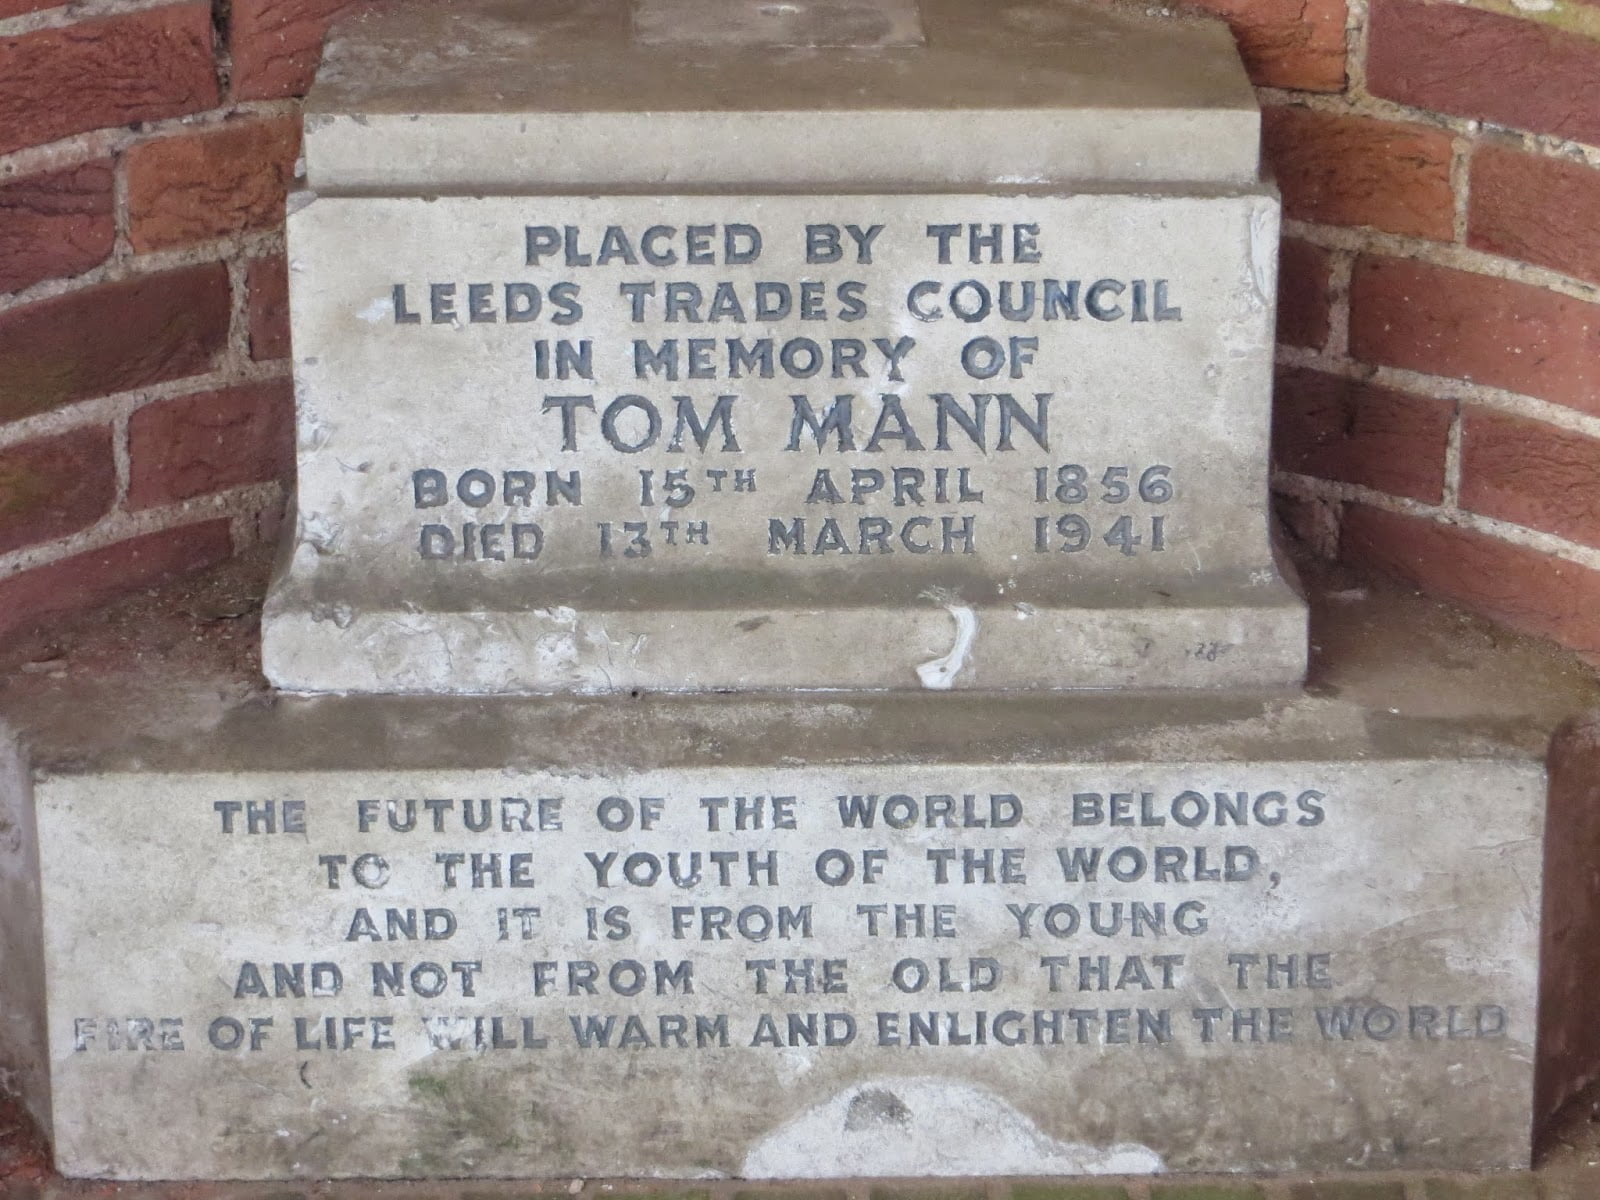 PLACED BY THE
LEEDS TRADES COUNCIL
IN MEMORY OF
TOM MANN
BORN 15TH APRIL 1856
DIED 13TH MARCH 1941
THE FUTURE OF THE WORLD BELONGS
TO THE YOUTH OF THE WORLD,
AND IT IS FROM THE YOUNG
AND NOT FROM THE OLD THAT THE
FIRE OF LIFE WILL WARM AND ENLIGHTEN THE WORLD